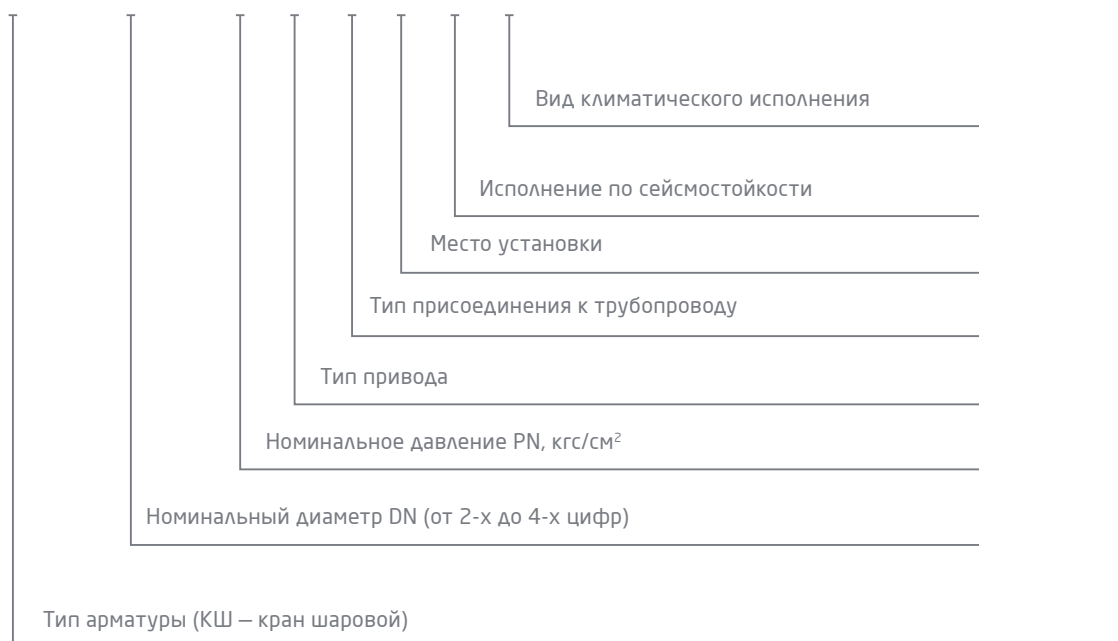 Вид климатического исполнения
Исполнение по сейсмостойкости
Место установки
Тип присоединения к трубопроводу
Тип привода
Номинальное давление PN, кгс/см²
Номинальный диаметр DN (от 2-х до 4-х цифр)
Тип арматуры (КШ – кран шаровой)